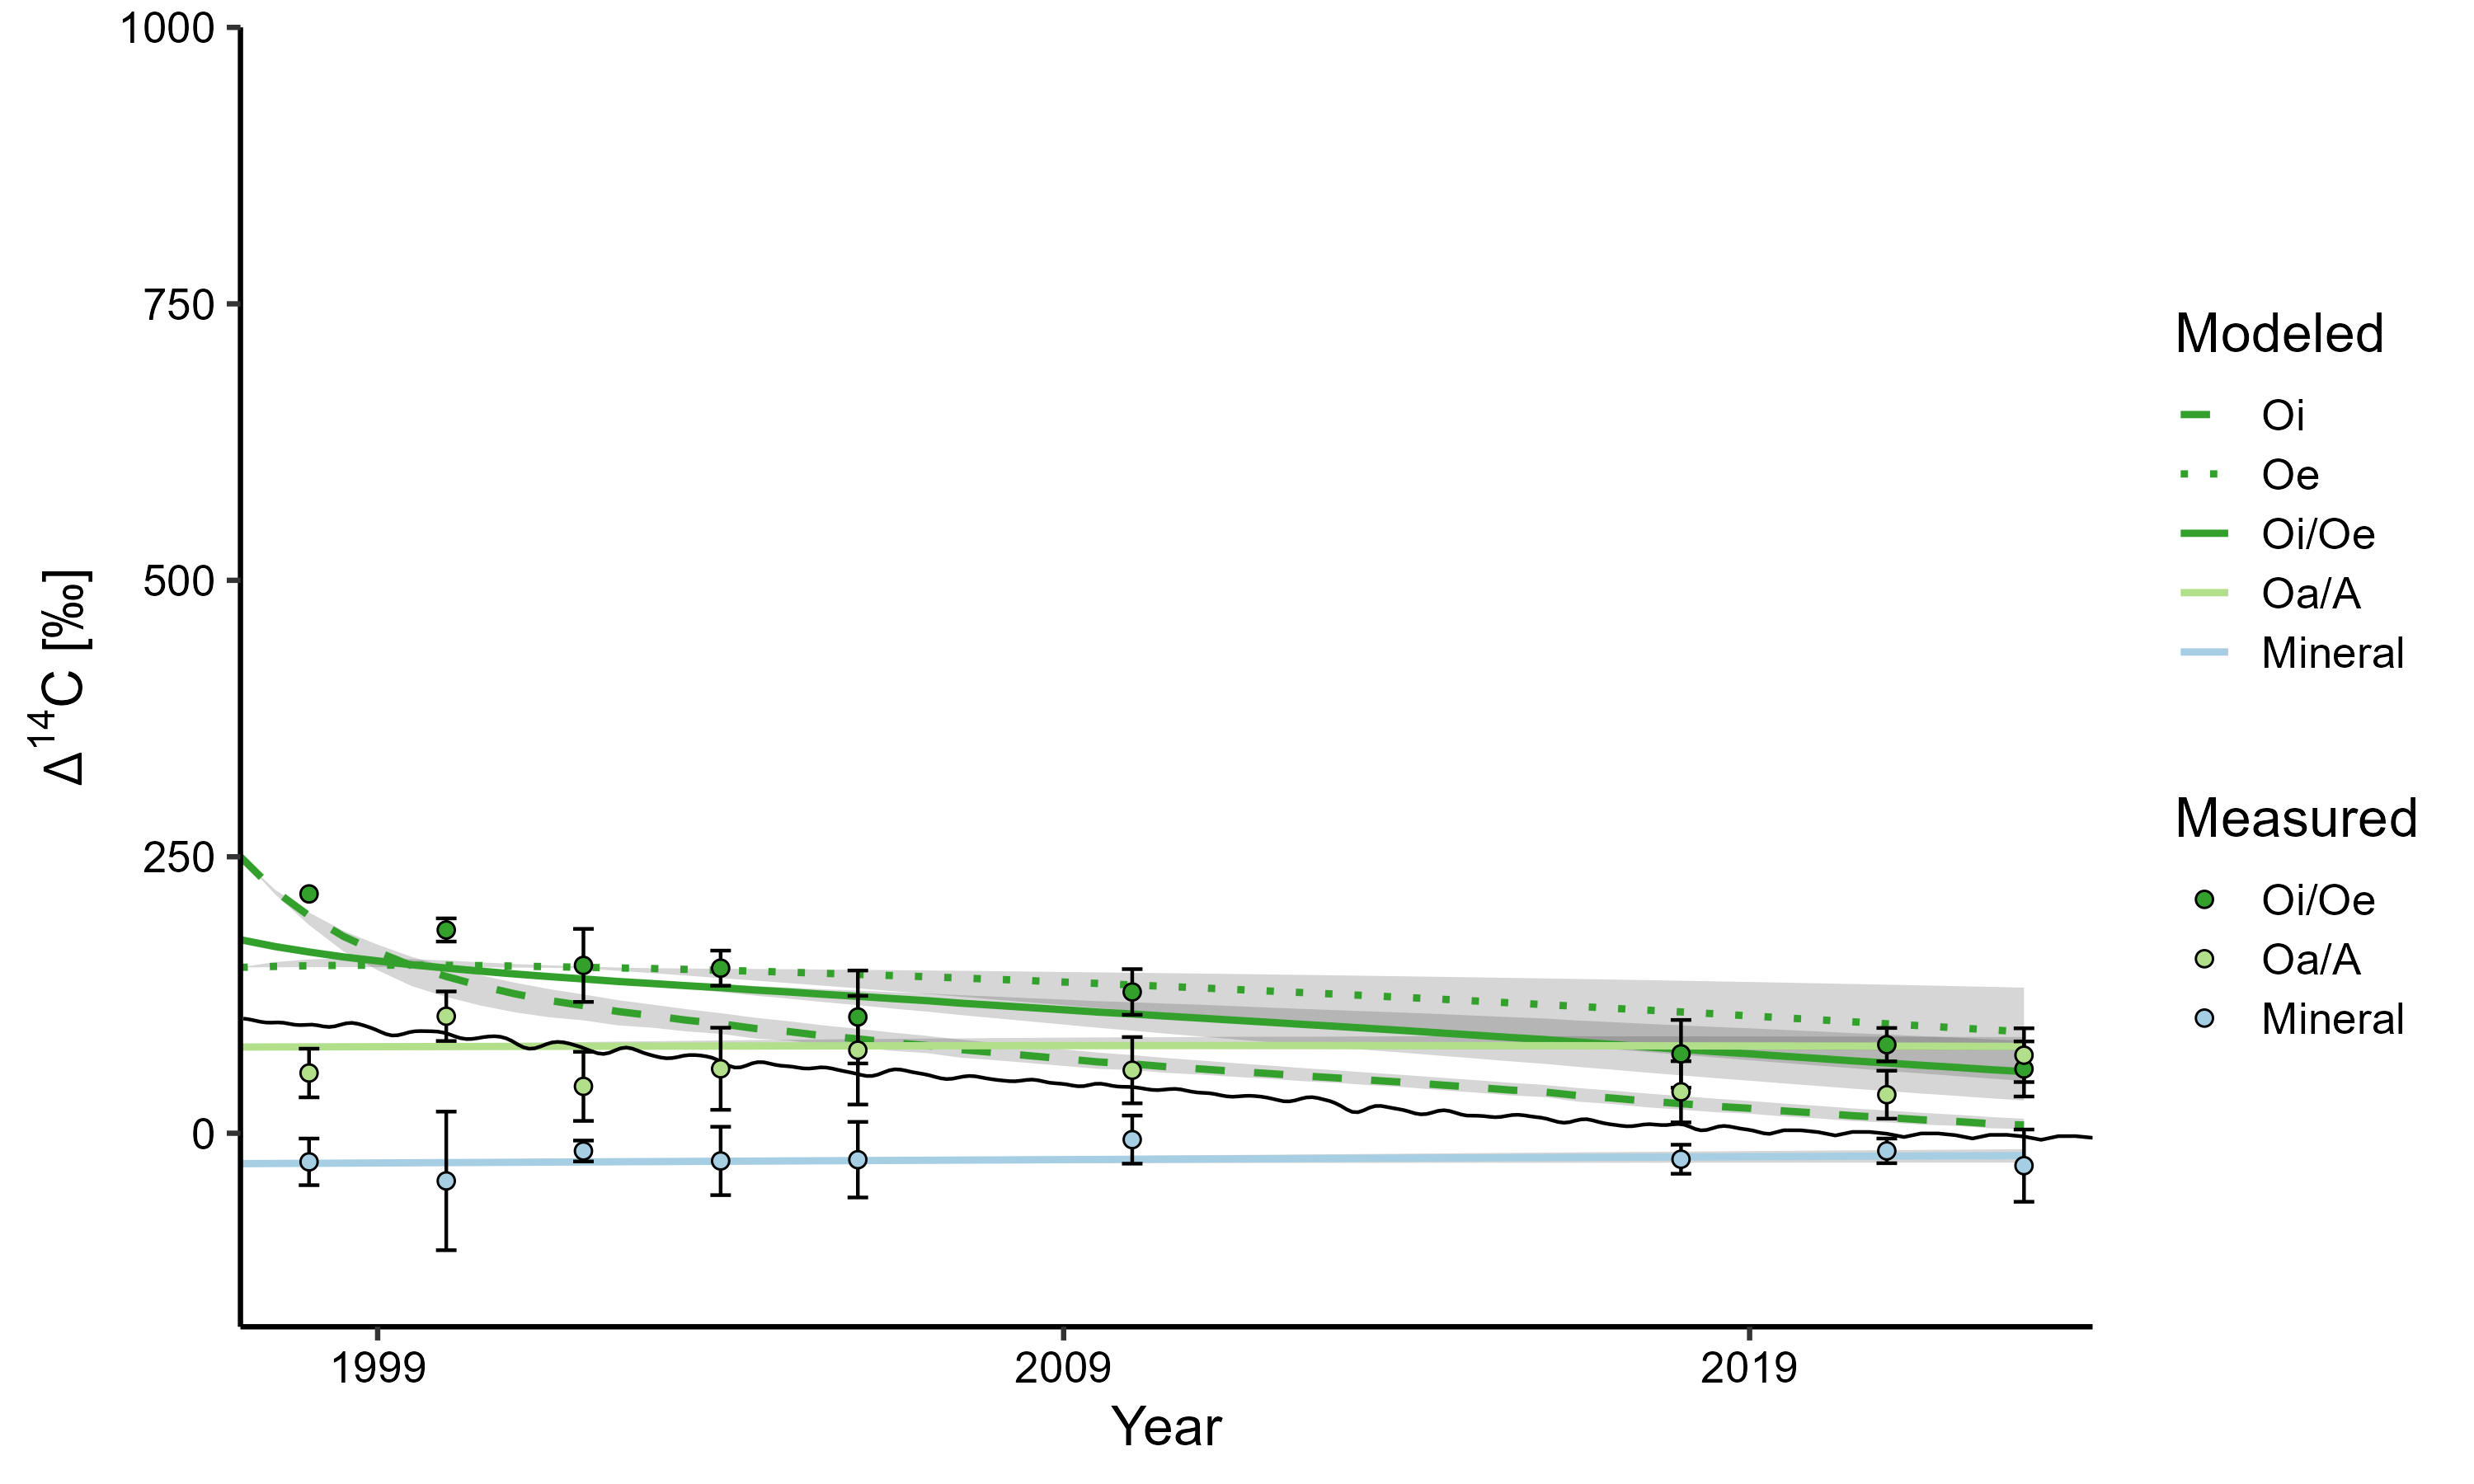 1000
750
500
250
0
Δ¹⁴C [‰]
1999
2009
2019
Year
Modeled
Oi
Oe
Oi/Oe
Oa/A
Mineral
Measured
Oi/Oe
Oa/A
Mineral